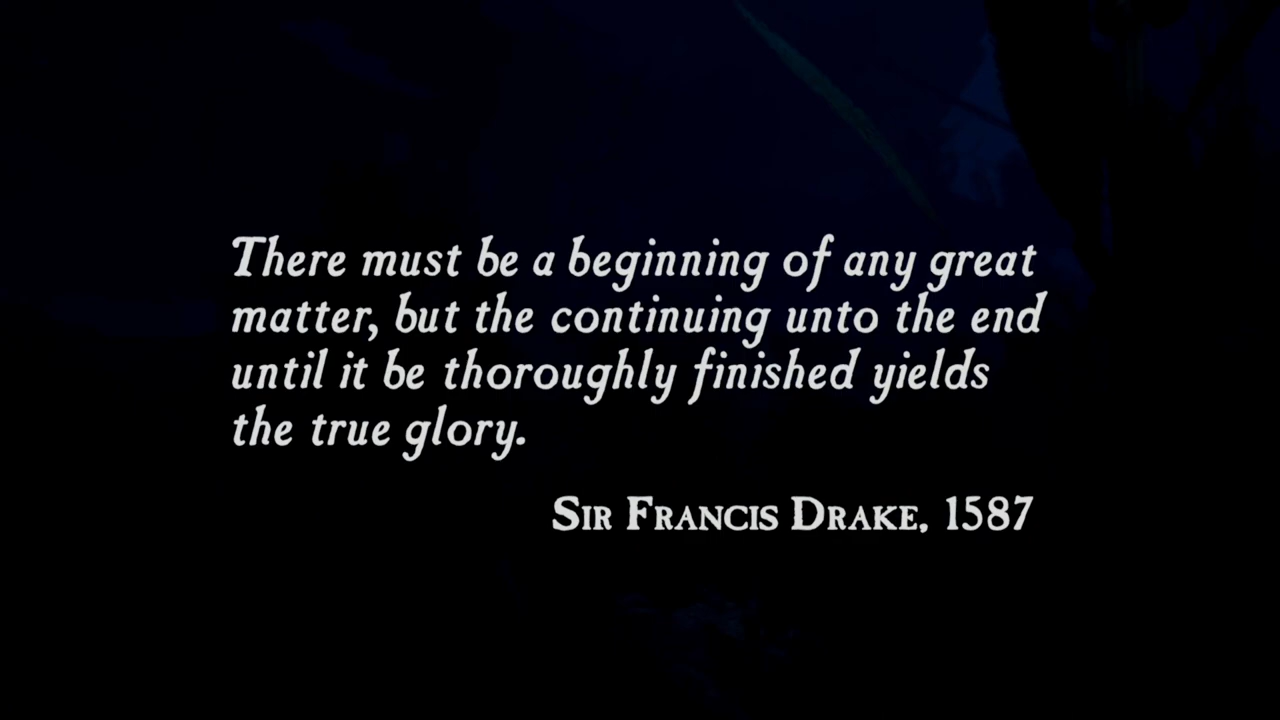 There must be a beginning of any great
matter, but the continuing unto the end
until it be thoroughly finished yields
the true glory.
Sir Francis Drake, 1587